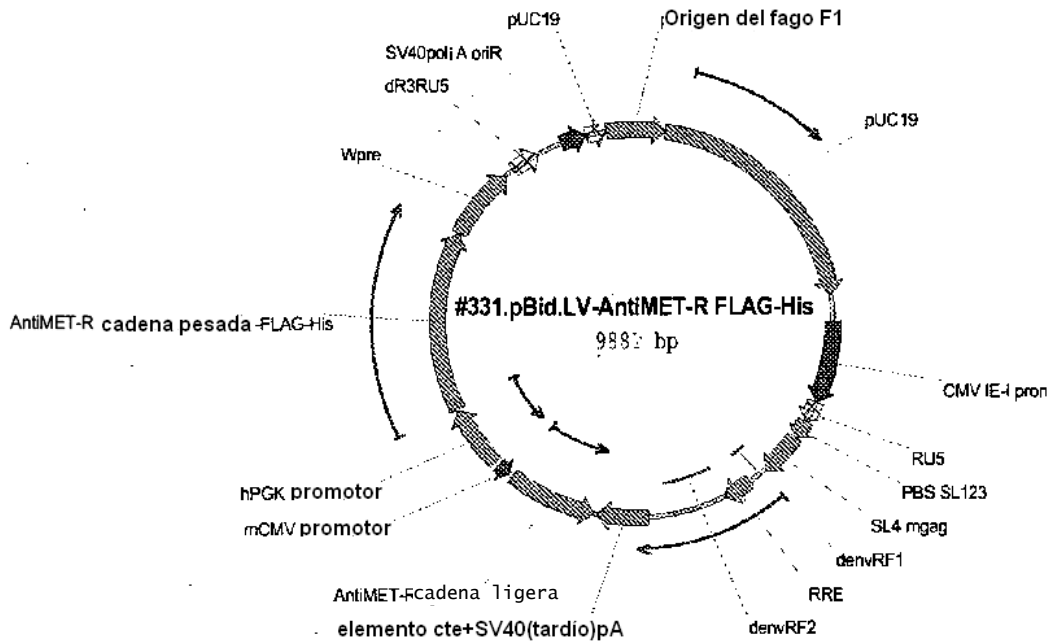 pUC19
Origen del fago F1
SV40poli A oriR
dR3RU5
pUC19
Wpre
#331.pBid.LV-AntiMET-R FLAG-His
bp
AntiMET-R cadena pesada-FLAG-His
CMV IE-I pron
RU5
hPGK promotor
PBS SL123
mCMV promotor
SL4 mgag
denvRF1
AntiMET-Rcadena ligera
RRE
elemento cte+SV40(tardío)pA
denvRF2